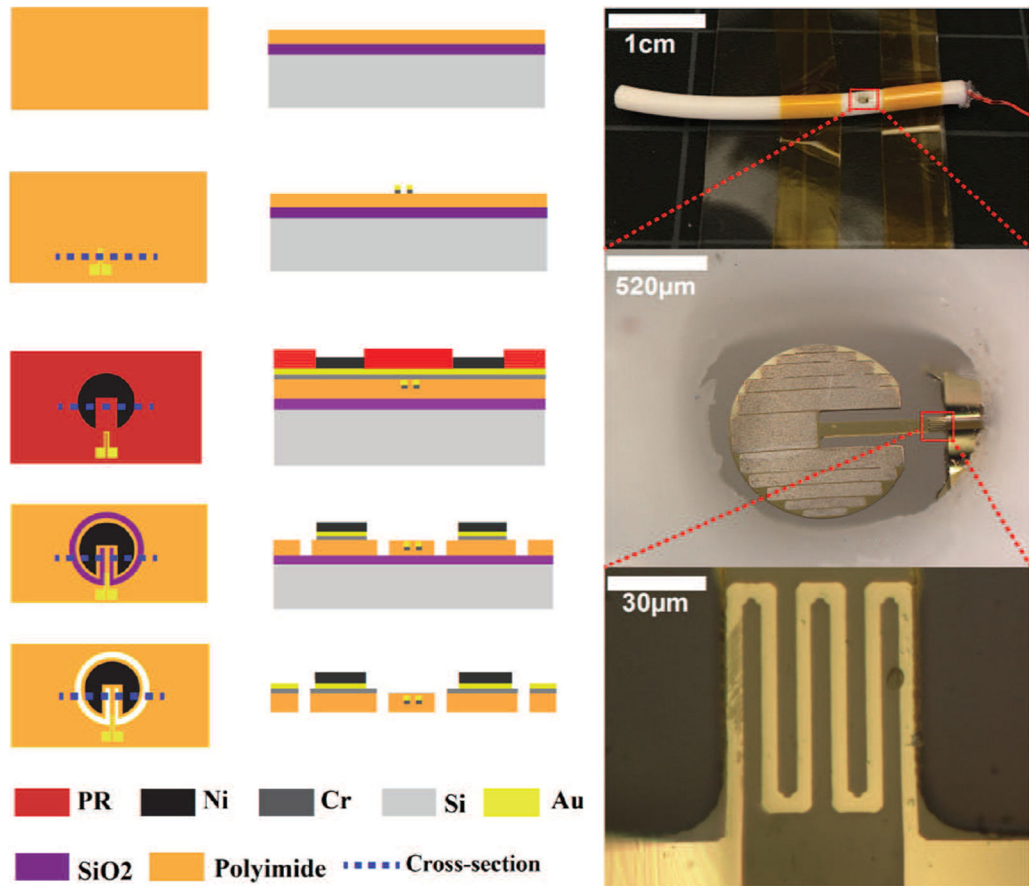 1cm
520μm
30μm
PR Ni Cr Si Au
SiO2 Polyimide Cross-section